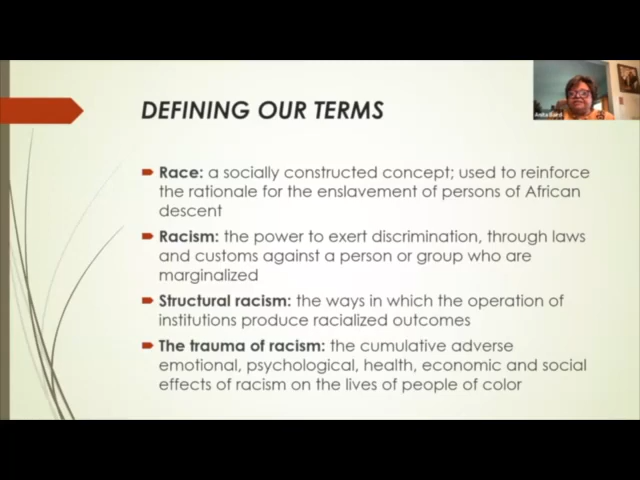 DEFINING OUR TERMS
Race: a socially constructed concept; used to reinforce
the rationale for the enslavement of persons of African
descent
Racism: the power to exert discrimination, through laws
and customs against a person or group who are
marginalized
Structural racism: the ways in which the operation of
institutions produce racialized outcomes
The trauma of racism: the cumulative adverse
emotional, psychological, health, economic and social
effects of racism on the lives of people of color